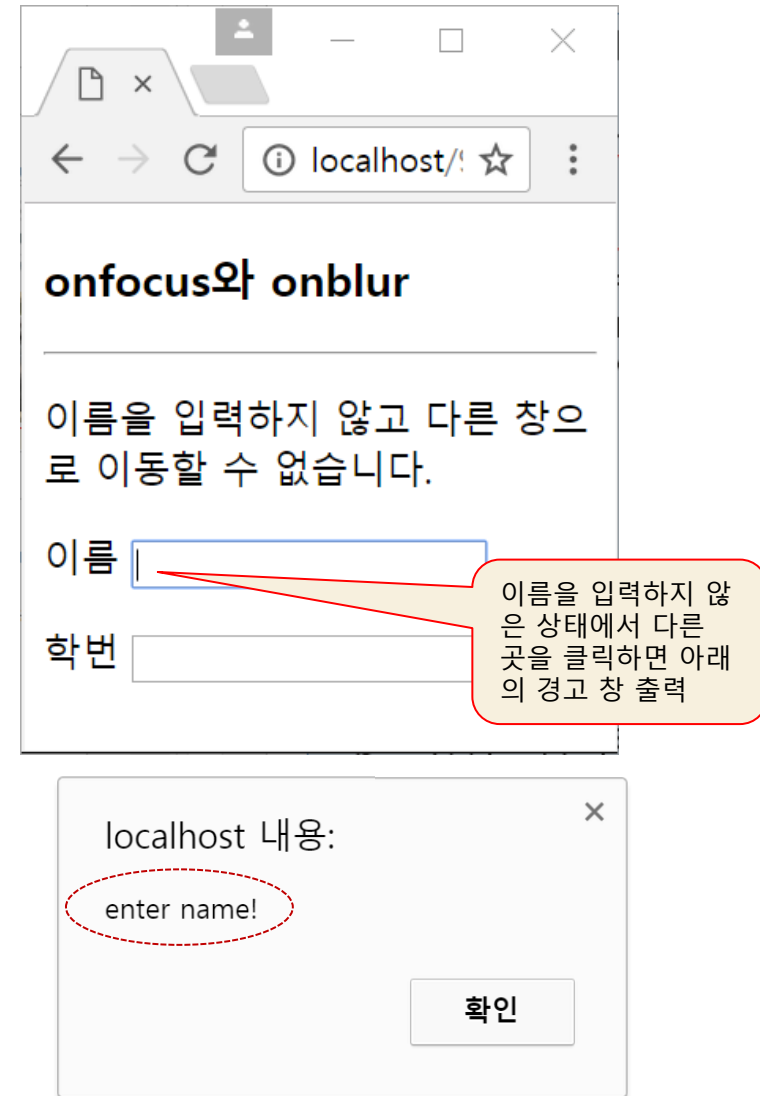 localhost/9
onfocus와 onblur
이름을 입력하지 않고 다른 창으
로 이동할 수 없습니다.
이름
이름을 입력하지 않
은 상태에서 다른
곳을 클릭하면 아래
의 경고 창 출력
학번
localhost 내용:
enter name!
확인